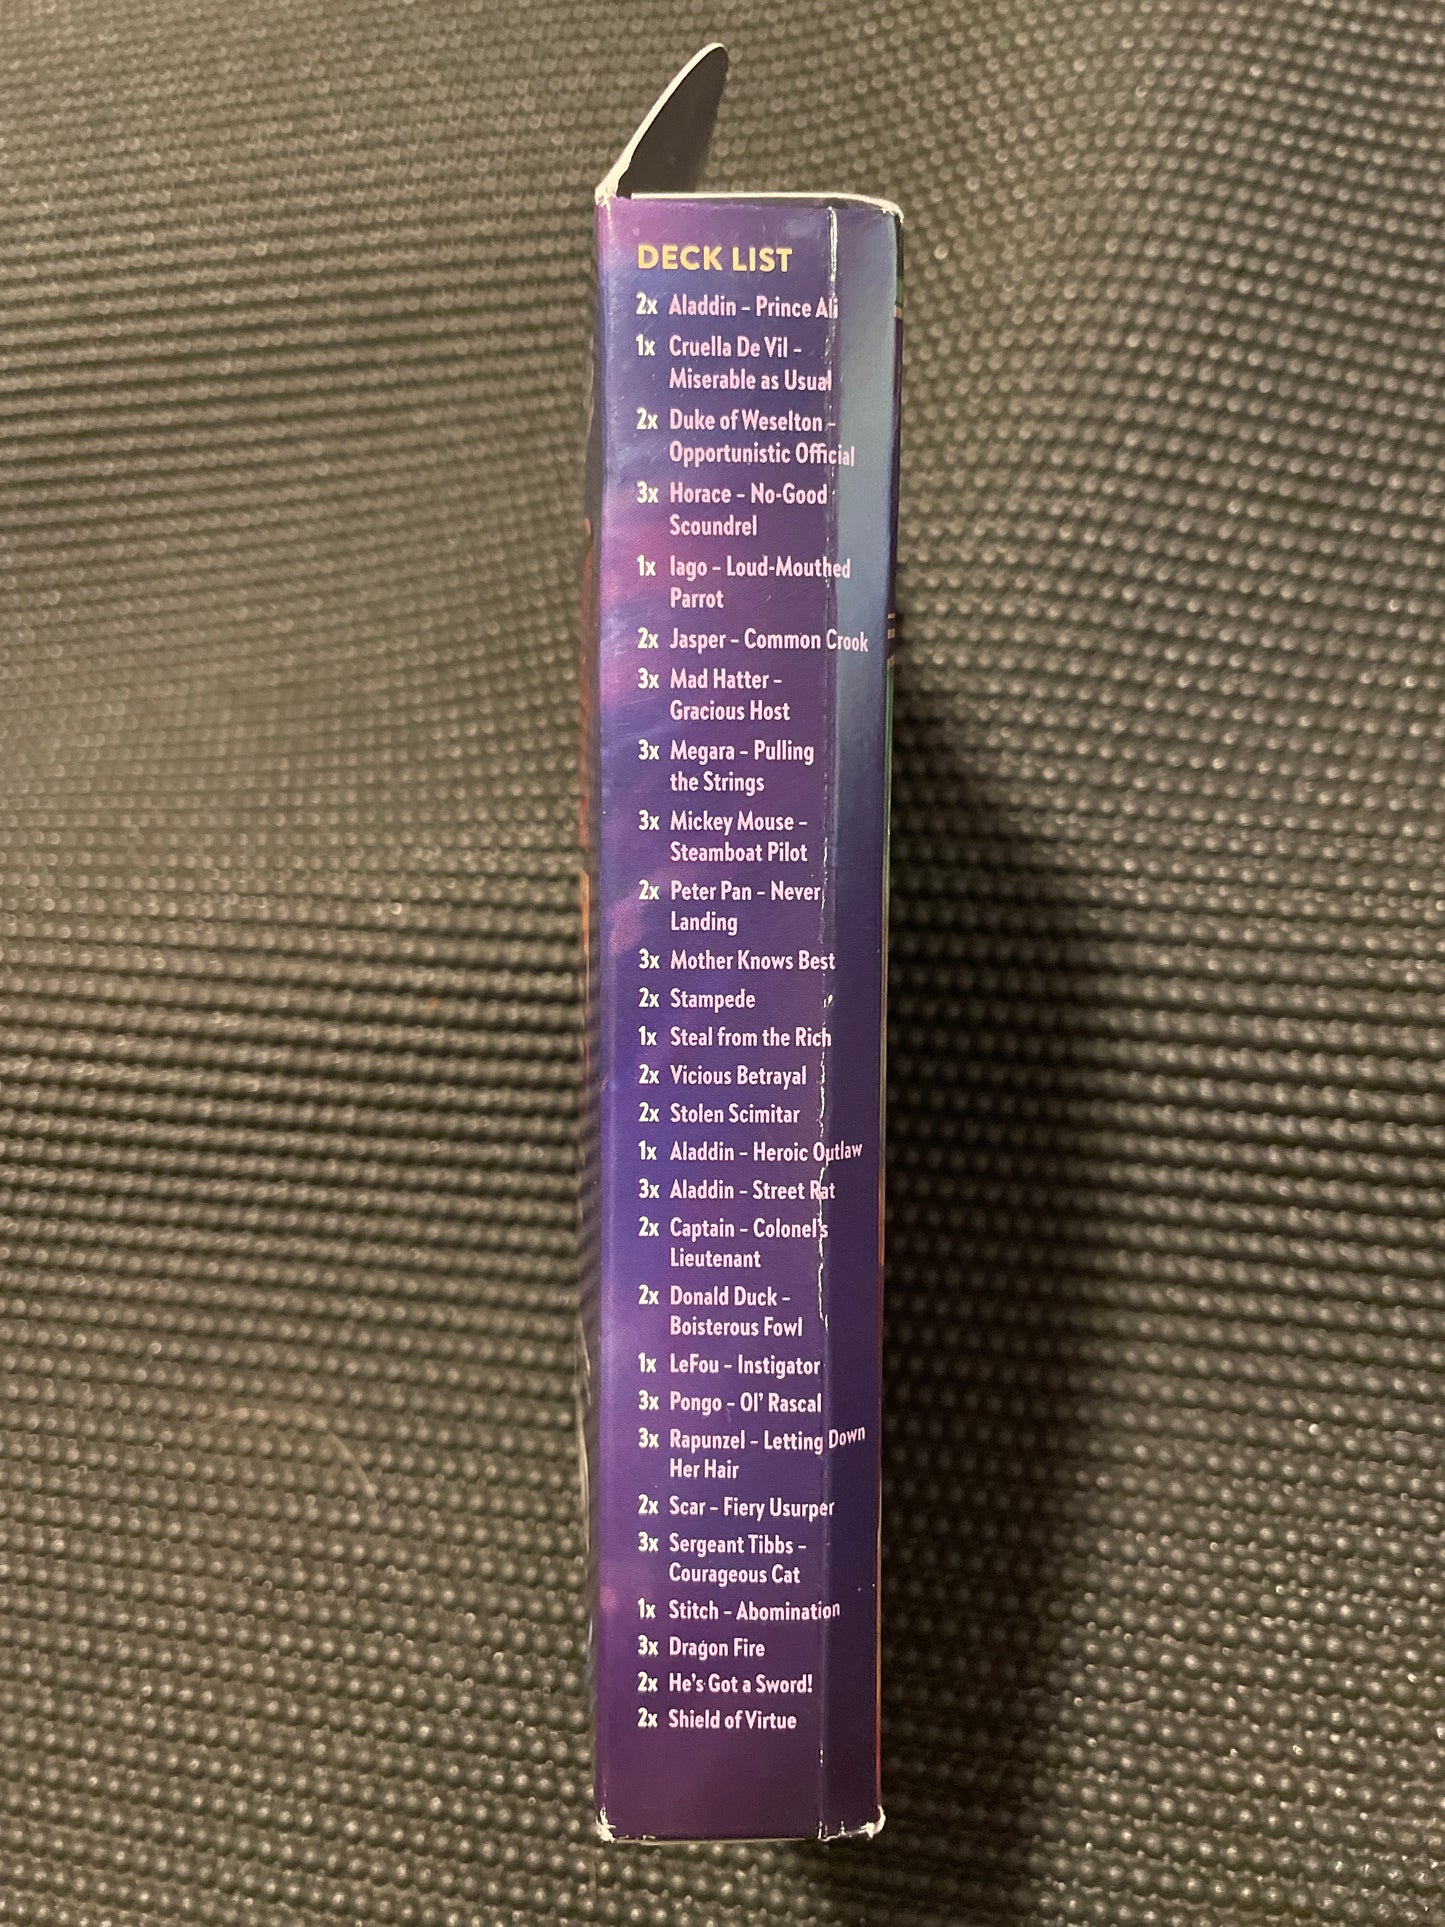 DECK LIST
2x Aladdin – Prince Ali
1x Cruella De Vil –
Miserable as Usual
2x Duke of Weselton –
Opportunistic Official
3x Horace – No-Good
Scoundrel
1x Iago – Loud-Mouthed
Parrot
2x Jasper – Common Crook
3x Mad Hatter –
Gracious Host
3x Megara – Pulling
the Strings
3x Mickey Mouse –
Steamboat Pilot
2x Peter Pan – Never
Landing
3x Mother Knows Best
2x Stampede
1x Steal from the Rich
2x Vicious Betrayal
2x Stolen Scimitar
1x Aladdin – Heroic Outlaw
3x Aladdin – Street Rat
2x Captain – Colonel's
Lieutenant
2x Donald Duck –
Boisterous Fowl
1x LeFou – Instigator
3x Pongo – Ol' Rascal
3x Rapunzel – Letting Down
Her Hair
2x Scar – Fiery Usurper
3x Sergeant Tibbs –
Courageous Cat
1x Stitch – Abomination
3x Dragon Fire
2x He's Got a Sword!
2x Shield of Virtue